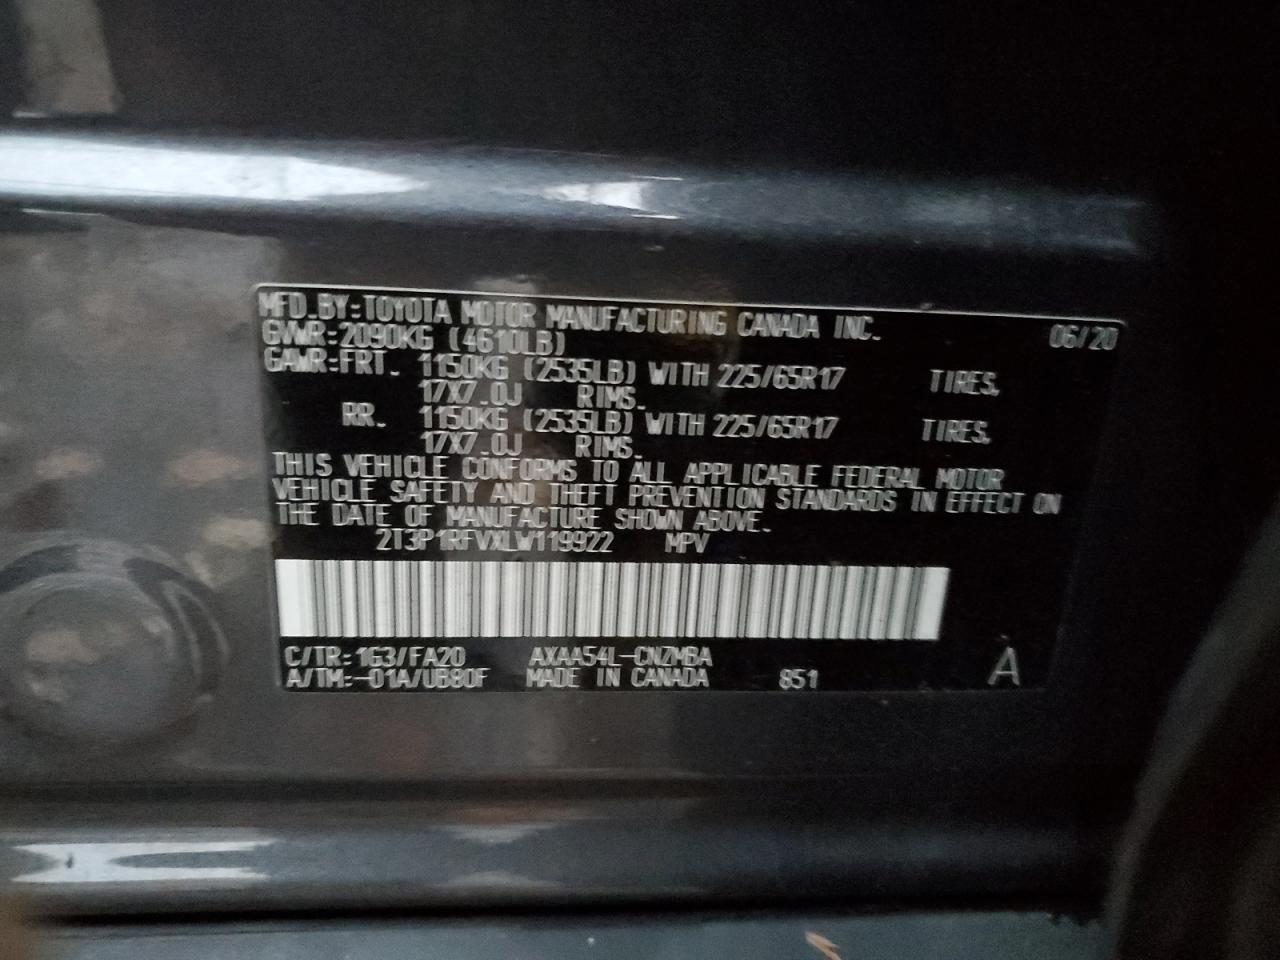 MFD.BY:TOYOTA MOTOR MANUFACTURING CANADA INC. 06/20
GVWR:2090KG (4610LB)
GAWR:FRT. 1150KG (2535LB) WITH 225/65R17 TIRES,
17X7.0J RIMS.
RR. 1150KG (2535LB) WITH 225/65R17 TIRES,
17X7.0J RIMS.
THIS VEHICLE CONFORMS TO ALL APPLICABLE FEDERAL MOTOR
VEHICLE SAFETY AND THEFT PREVENTION STANDARDS IN EFFECT ON
THE DATE OF MANUFACTURE SHOWN ABOVE.
2T3P1RFVXLW119922 MPV
C/TR:1G3/FA20 AXAA54L-CNZMBA A
A/TM:-01A/UB80F MADE IN CANADA 851